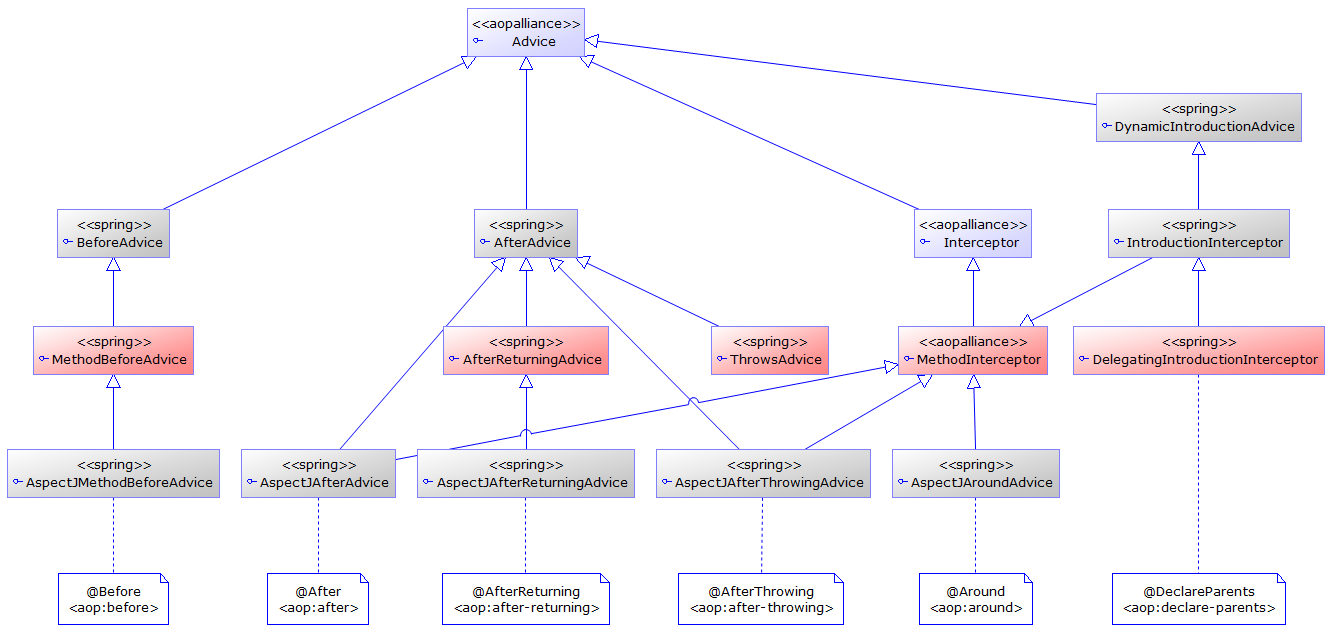 <<aopalliance>>
Advice
<<spring>>
DynamicIntroductionAdvice
<<spring>>
BeforeAdvice
<<spring>>
AfterAdvice
<<aopalliance>>
Interceptor
<<spring>>
IntroductionInterceptor
<<spring>>
MethodBeforeAdvice
<<spring>>
AfterReturningAdvice
<<spring>>
ThrowsAdvice
<<aopalliance>>
MethodInterceptor
<<spring>>
DelegatingIntroductionInterceptor
<<spring>>
AspectJMethodBeforeAdvice
<<spring>>
AspectJAfterAdvice
<<spring>>
AspectJAfterReturningAdvice
<<spring>>
AspectJAfterThrowingAdvice
<<spring>>
AspectJAroundAdvice
@Before
<aop:before>
@After
<aop:after>
@AfterReturning
<aop:after-returning>
@AfterThrowing
<aop:after-throwing>
@Around
<aop:around>
@DeclareParents
<aop:declare-parents>